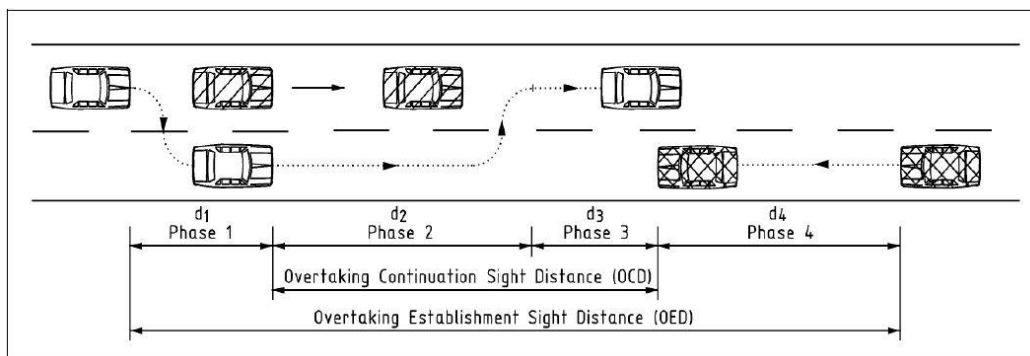 d1 d2 d3 d4
Phase 1 Phase 2 Phase 3 Phase 4
Overtaking Continuation Sight Distance (OCD)
Overtaking Establishment Sight Distance (OED)